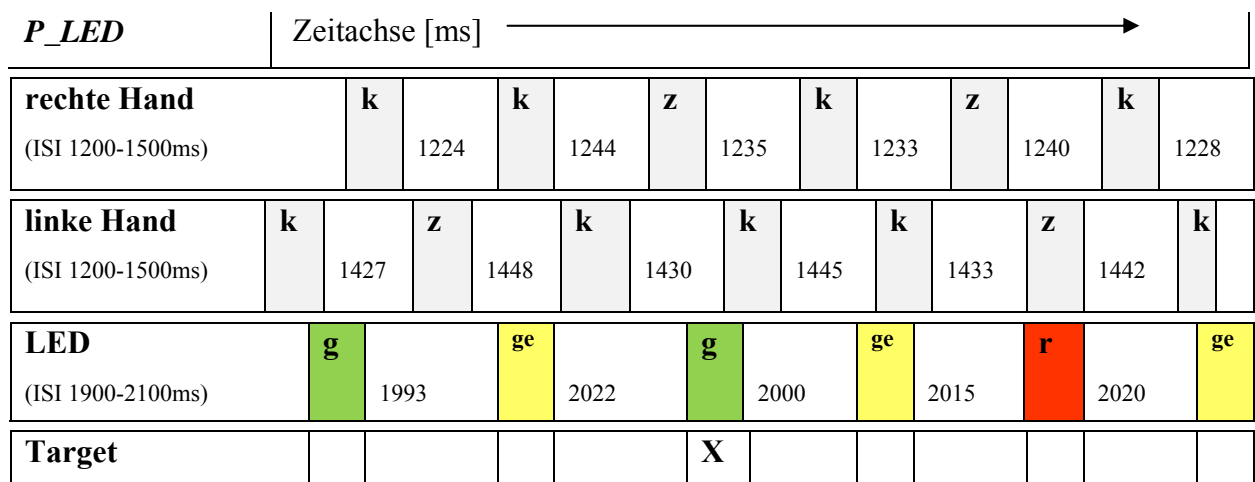 P_LED Zeitachse [ms]
rechte Hand k k z k z k
(ISI 1200-1500ms) 1224 1244 1235 1233 1240 1228
linke Hand k z k k k z k
(ISI 1200-1500ms) 1427 1448 1430 1445 1433 1442
LED g ge g ge r ge
(ISI 1900-2100ms) 1993 2022 2000 2015 2020
Target X